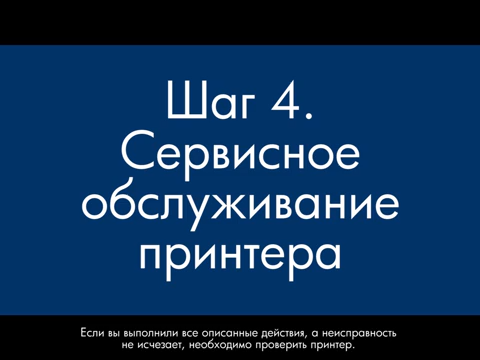 Шаг 4.
Сервисное
обслуживание
принтера
Если вы выполнили все описанные действия, а неисправность
не исчезает, необходимо проверить принтер.